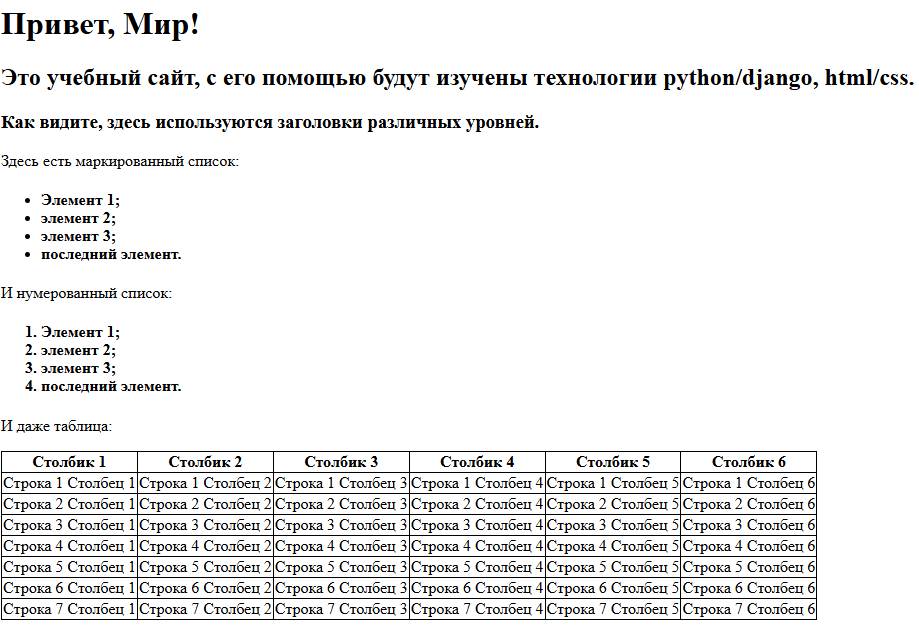 Привет, Мир!
Это учебный сайт, с его помощью будут изучены технологии python/django, html/css.
Как видите, здесь используются заголовки различных уровней.
Здесь есть маркированный список:
• Элемент 1;
• элемент 2;
• элемент 3;
• последний элемент.
И нумерованный список:
1. Элемент 1;
2. элемент 2;
3. элемент 3;
4. последний элемент.
И даже таблица:
Столбик 1 Столбик 2 Столбик 3 Столбик 4 Столбик 5 Столбик 6
Строка 1 Столбец 1 Строка 1 Столбец 2 Строка 1 Столбец 3 Строка 1 Столбец 4 Строка 1 Столбец 5 Строка 1 Столбец 6
Строка 2 Столбец 1 Строка 2 Столбец 2 Строка 2 Столбец 3 Строка 2 Столбец 4 Строка 2 Столбец 5 Строка 2 Столбец 6
Строка 3 Столбец 1 Строка 3 Столбец 2 Строка 3 Столбец 3 Строка 3 Столбец 4 Строка 3 Столбец 5 Строка 3 Столбец 6
Строка 4 Столбец 1 Строка 4 Столбец 2 Строка 4 Столбец 3 Строка 4 Столбец 4 Строка 4 Столбец 5 Строка 4 Столбец 6
Строка 5 Столбец 1 Строка 5 Столбец 2 Строка 5 Столбец 3 Строка 5 Столбец 4 Строка 5 Столбец 5 Строка 5 Столбец 6
Строка 6 Столбец 1 Строка 6 Столбец 2 Строка 6 Столбец 3 Строка 6 Столбец 4 Строка 6 Столбец 5 Строка 6 Столбец 6
Строка 7 Столбец 1 Строка 7 Столбец 2 Строка 7 Столбец 3 Строка 7 Столбец 4 Строка 7 Столбец 5 Строка 7 Столбец 6